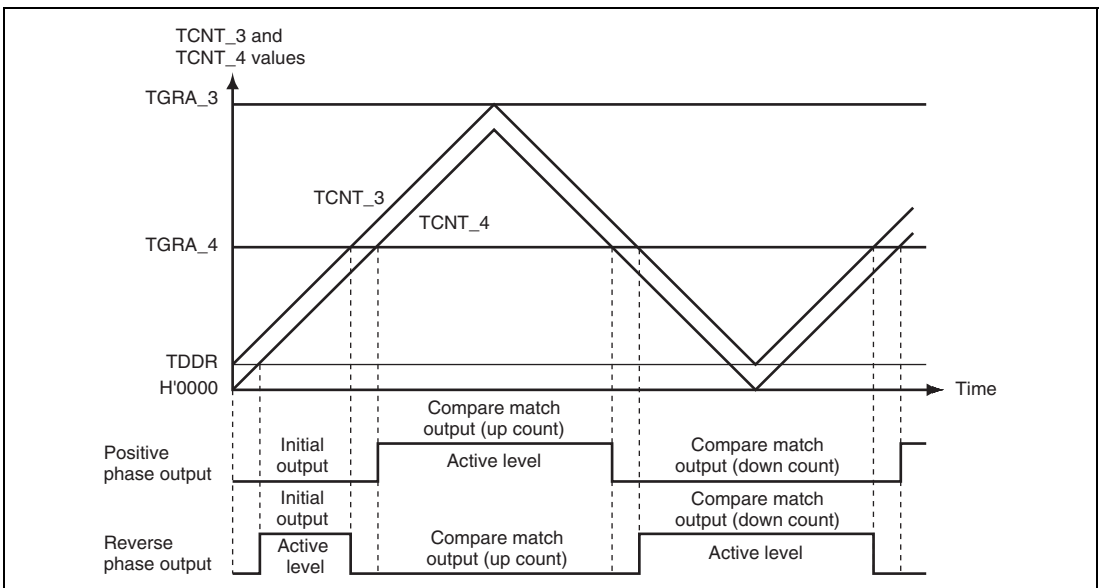 TCNT_3 and
TCNT_4 values
TGRA_3
TCNT_3
TCNT_4
TGRA_4
TDDR
H'0000
Time
Compare match
output (up count)
Positive
phase output
Initial
output
Active level
Compare match
output (down count)
Initial
output
Compare match
output (down count)
Reverse
phase output
Active
level
Compare match
output (up count)
Active level